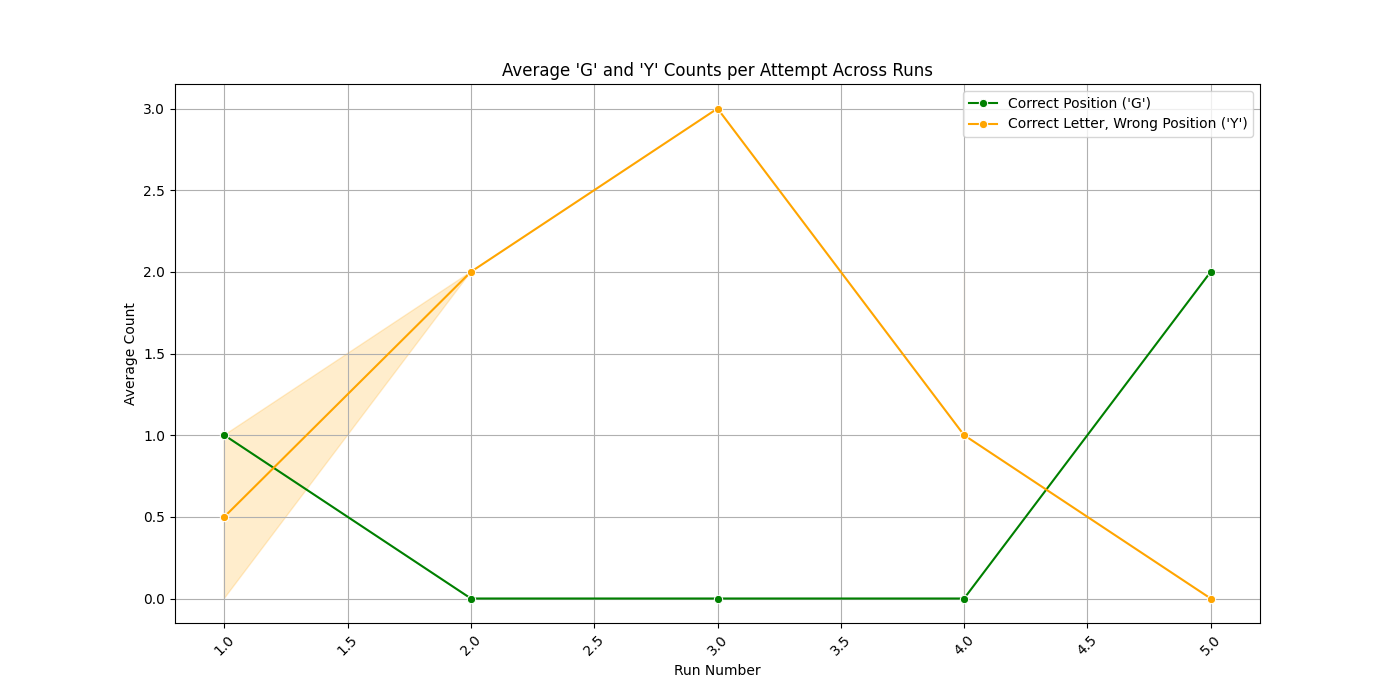 Average 'G' and 'Y' Counts per Attempt Across Runs
Correct Position ('G')
Correct Letter, Wrong Position ('Y')
3.0
2.5
2.0
1.5
1.0
0.5
0.0
Average Count
1.0 1.5 2.0 2.5 3.0 3.5 4.0 4.5 5.0
Run Number